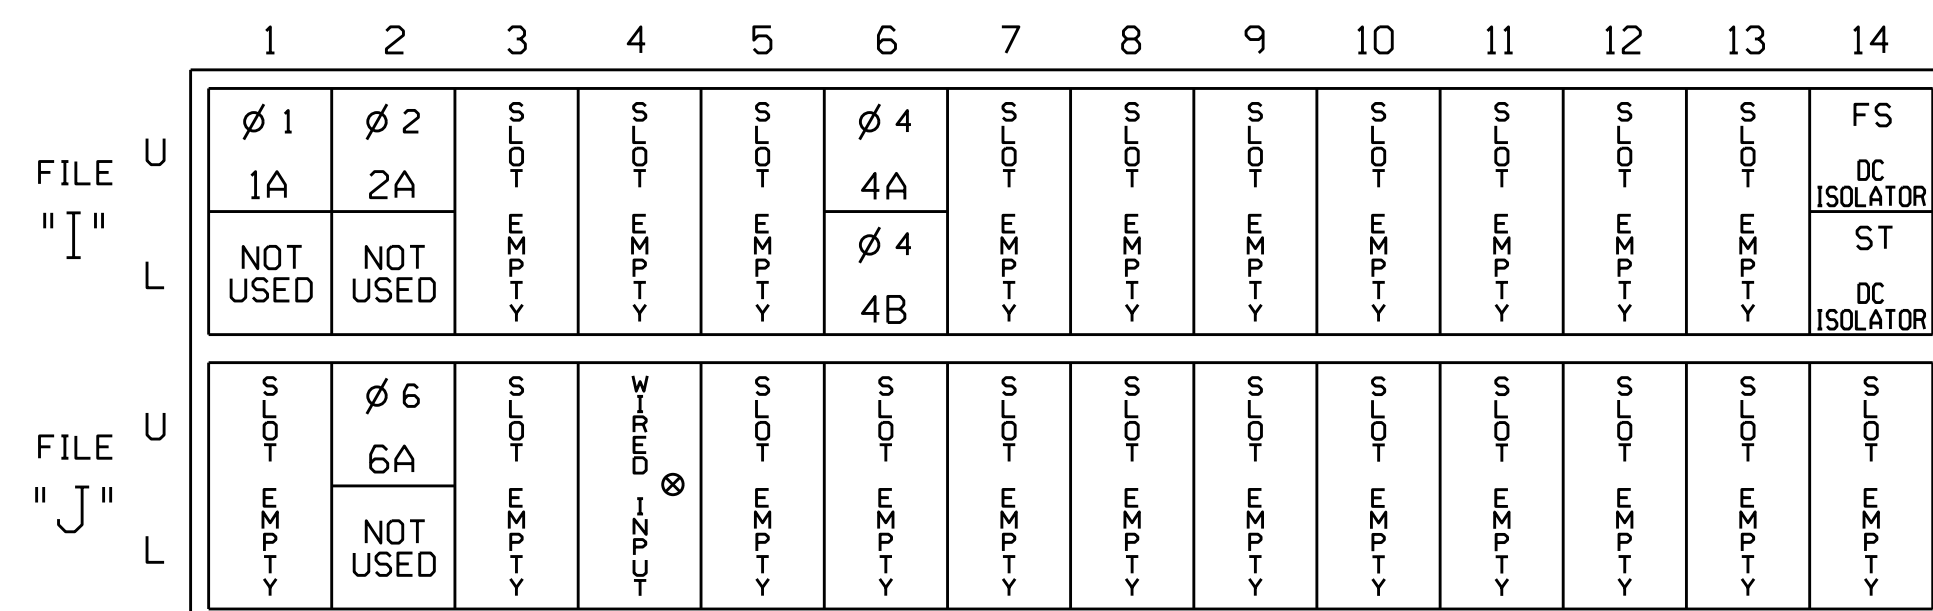 1 2 3 4 5 6 7 8 9 10 11 12 13 14
FILE "I"
U
L
Ø 1
1A
NOT USED
Ø 2
2A
NOT USED
SLOT EMPTY
SLOT EMPTY
SLOT EMPTY
Ø 4
4A
Ø 4
4B
SLOT EMPTY
SLOT EMPTY
SLOT EMPTY
SLOT EMPTY
SLOT EMPTY
SLOT EMPTY
SLOT EMPTY
FS
DC
ISOLATOR
ST
DC
ISOLATOR
FILE "J"
U
L
SLOT EMPTY
Ø 6
6A
NOT USED
SLOT EMPTY
WIRED INPUT
⊗
SLOT EMPTY
SLOT EMPTY
SLOT EMPTY
SLOT EMPTY
SLOT EMPTY
SLOT EMPTY
SLOT EMPTY
SLOT EMPTY
SLOT EMPTY
SLOT EMPTY